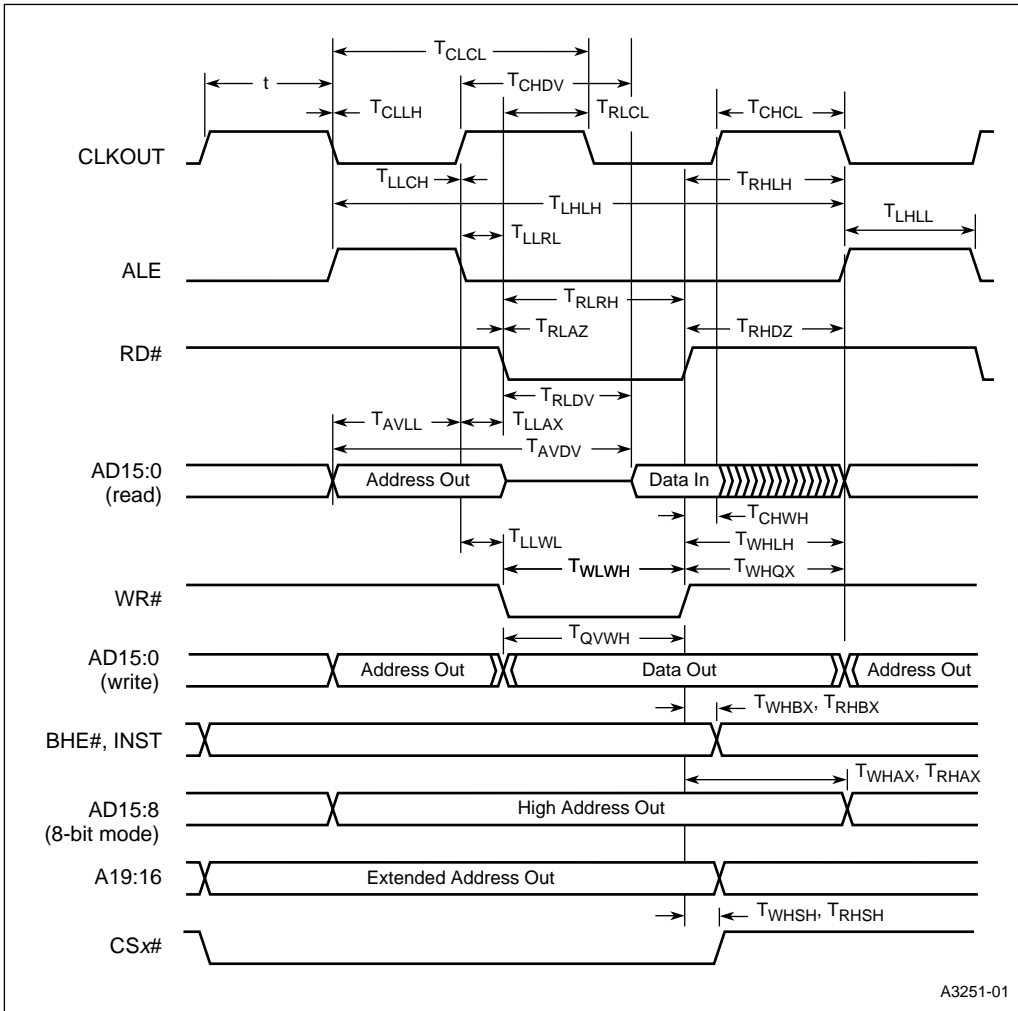 TCLCL
t
TCHDV
TCLLH
TRLCL
TCHCL
CLKOUT
TLLCH
TRHLH
TLHLH
TLHLL
TLLRL
ALE
TRLRH
TRLAZ
TRHDZ
RD#
TRLDV
TAVLL
TLLAX
TAVDV
AD15:0
(read)
Address Out
Data In
TCHWH
TLLWL
TWHLH
TWLWH
TWHQX
WR#
TQVWH
AD15:0
(write)
Address Out
Data Out
Address Out
TWHBX, TRHBX
BHE#, INST
TWHAX, TRHAX
AD15:8
(8-bit mode)
High Address Out
A19:16
Extended Address Out
TWHSH, TRHSH
CSx#
A3251-01